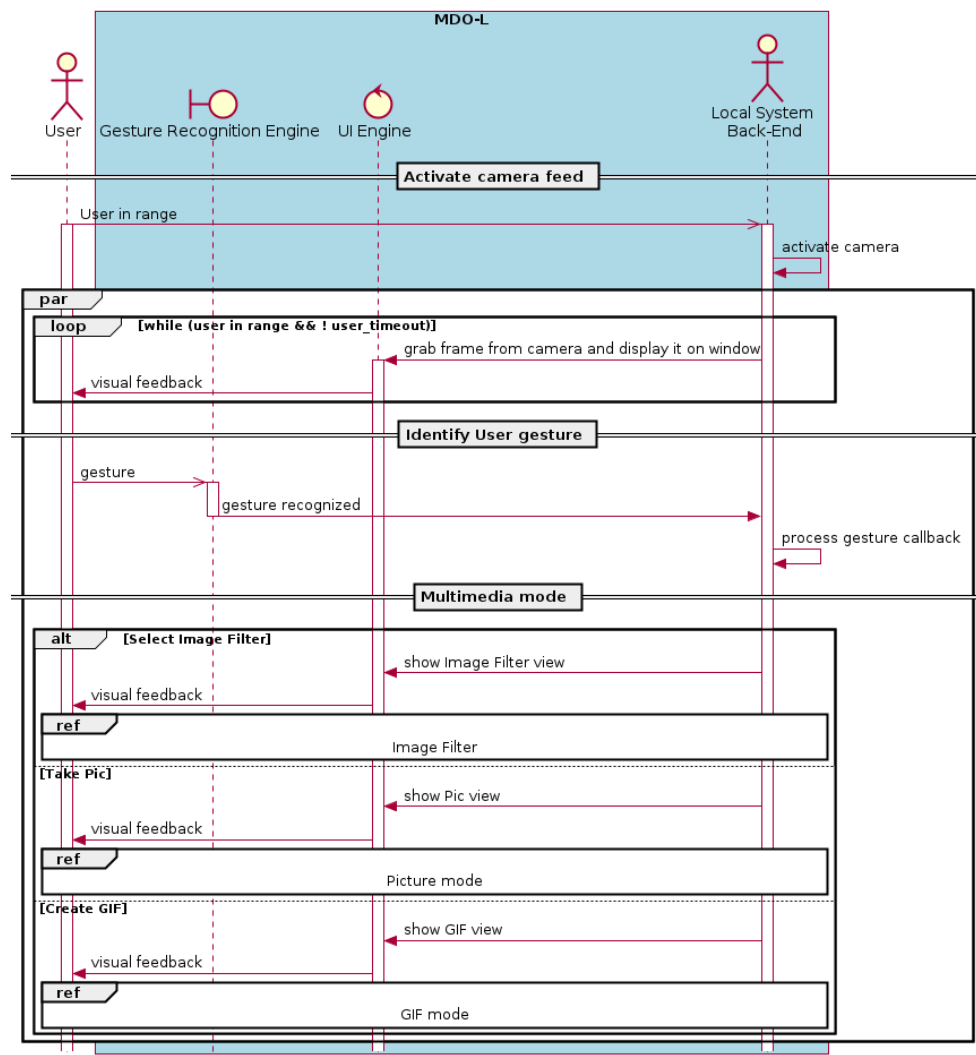 MDO-L
User
Gesture Recognition Engine
UI Engine
Local System
Back-End
Activate camera feed
User in range
activate camera
par
loop
[while (user in range && ! user_timeout)]
grab frame from camera and display it on window
visual feedback
Identify User gesture
gesture
gesture recognized
process gesture callback
Multimedia mode
alt
[Select Image Filter]
show Image Filter view
visual feedback
ref
Image Filter
[Take Pic]
show Pic view
visual feedback
ref
Picture mode
[Create GIF]
show GIF view
visual feedback
ref
GIF mode